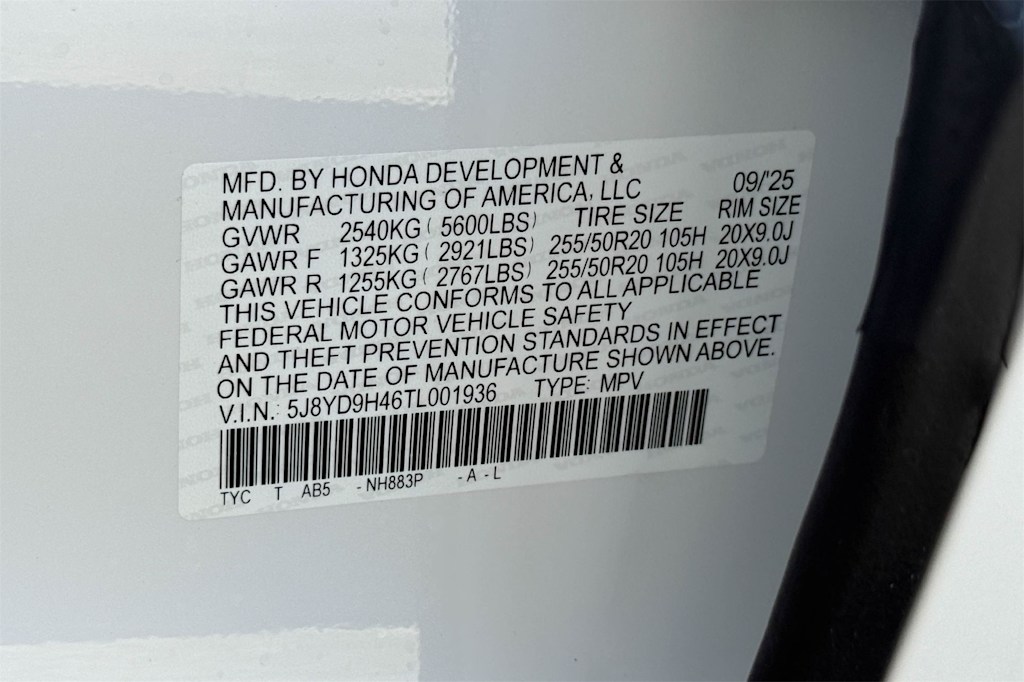 MFD. BY HONDA DEVELOPMENT &
MANUFACTURING OF AMERICA, LLC 09/'25
GVWR 2540KG ( 5600LBS) TIRE SIZE RIM SIZE
GAWR F 1325KG ( 2921LBS) 255/50R20 105H 20X9.0J
GAWR R 1255KG ( 2767LBS) 255/50R20 105H 20X9.0J
THIS VEHICLE CONFORMS TO ALL APPLICABLE
FEDERAL MOTOR VEHICLE SAFETY
AND THEFT PREVENTION STANDARDS IN EFFECT
ON THE DATE OF MANUFACTURE SHOWN ABOVE.
V.I.N.: 5J8YD9H46TL001936 TYPE: MPV
TYC T AB5 -NH883P -A-L